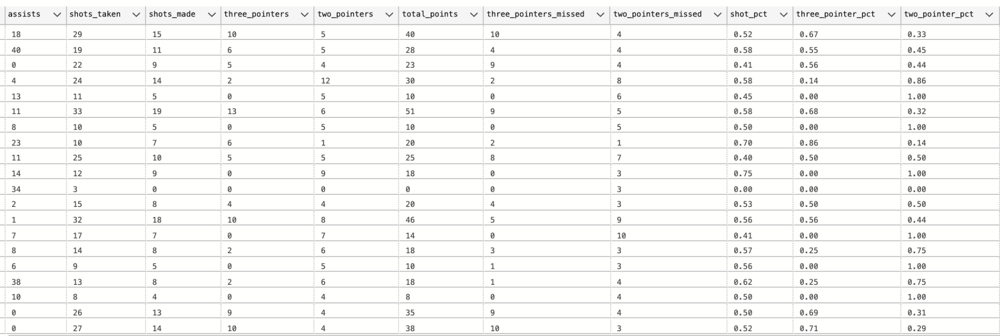 assists shots_taken shots_made three_pointers two_pointers total_points three_pointers_missed two_pointers_missed shot_pct three_pointer_pct two_pointer_pct
18 29 15 10 5 40 10 4 0.52 0.67 0.33
40 19 11 6 5 28 4 4 0.58 0.55 0.45
0 22 9 5 4 23 9 4 0.41 0.56 0.44
4 24 14 2 12 30 2 8 0.58 0.14 0.86
13 11 5 0 5 10 0 6 0.45 0.00 1.00
11 33 19 13 6 51 9 5 0.58 0.68 0.32
8 10 5 0 5 10 0 5 0.50 0.00 1.00
23 10 7 6 1 20 2 1 0.70 0.86 0.14
11 25 10 5 5 25 8 7 0.40 0.50 0.50
14 12 9 0 9 18 0 3 0.75 0.00 1.00
34 3 0 0 0 0 0 3 0.00 0.00 0.00
2 15 8 4 4 20 4 3 0.53 0.50 0.50
1 32 18 10 8 46 5 9 0.56 0.56 0.44
7 17 7 0 7 14 0 10 0.41 0.00 1.00
8 14 8 2 6 18 3 3 0.57 0.25 0.75
6 9 5 0 5 10 1 3 0.56 0.00 1.00
38 13 8 2 6 18 1 4 0.62 0.25 0.75
10 8 4 0 4 8 0 4 0.50 0.00 1.00
0 26 13 9 4 35 9 4 0.50 0.69 0.31
0 27 14 10 4 38 10 3 0.52 0.71 0.29